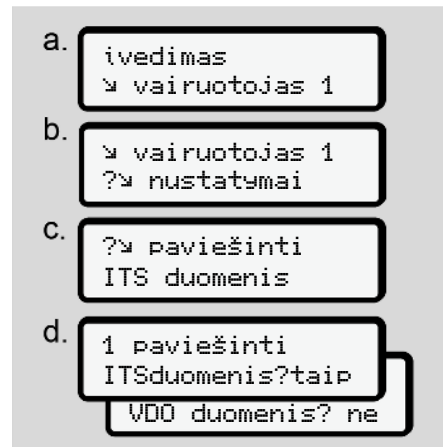 a.
ivedimas
↘ vairuotojas 1
b.
↘ vairuotojas 1
?↘ nustatymai
c.
?↘ paviešinti
ITS duomenis
d.
1 paviešinti
ITSduomenis?taip
VDO duomenis? ne